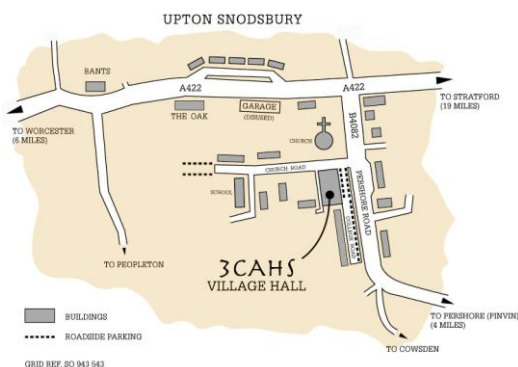 UPTON SNODSBURY
BANTS
A422
A422
TO STRATFORD
(19 MILES)
THE OAK
GARAGE
(DISUSED)
B4082
TO WORCESTER
(6 MILES)
CHURCH
CHURCH ROAD
SCHOOL
PERSHORE ROAD
COLLEGE ROAD
3CAHS
VILLAGE HALL
TO PEOPLETON
BUILDINGS
ROADSIDE PARKING
TO PERSHORE (PINVIN)
(4 MILES)
TO COWSDEN
GRID REF. SO 943 543